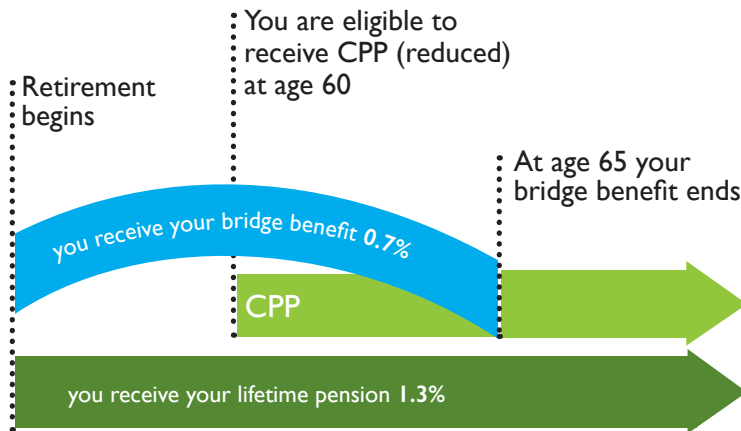 You are eligible to
receive CPP (reduced)
at age 60
Retirement
begins
At age 65 your
bridge benefit ends
you receive your bridge benefit 0.7%
CPP
you receive your lifetime pension 1.3%